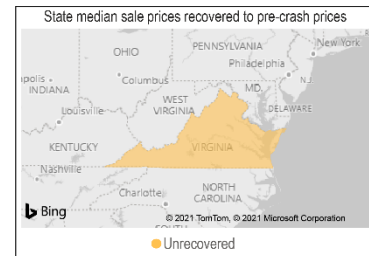 State median sale prices recovered to pre-crash prices
OHIO
PENNSYLVANIA
New York
Philadelphia
Columbus
NJ
MD.
INDIANA
WEST
VIRGINIA
DELAWARE
Louisville
KENTUCKY
VIRGINIA
Nashville
Charlotte
NORTH
CAROLINA
Bing
© 2021 TomTom, © 2021 Microsoft Corporation
Unrecovered